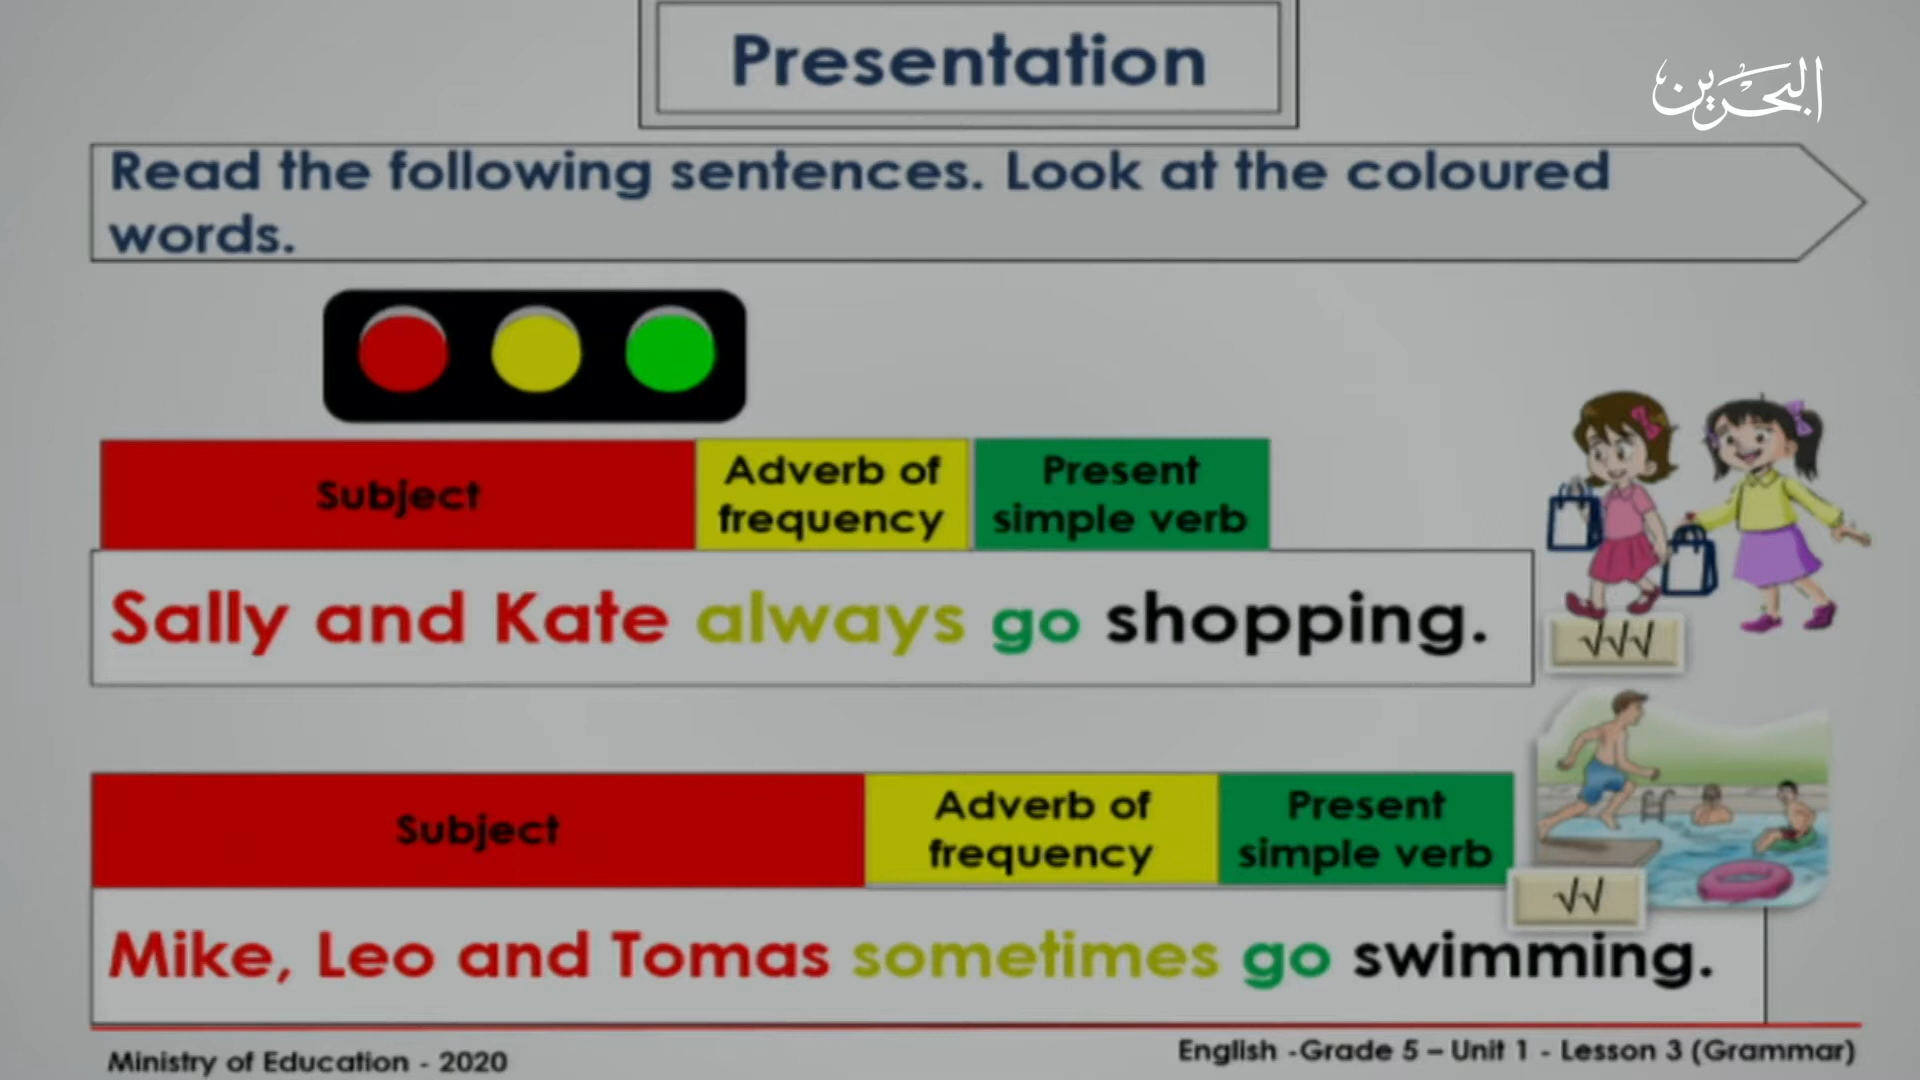 Presentation
البحرين
Read the following sentences. Look at the coloured
words.
Subject
Adverb of
frequency
Present
simple verb
Sally and Kate always go shopping.
√√√
Subject
Adverb of
frequency
Present
simple verb
√√
Mike, Leo and Tomas sometimes go swimming.
Ministry of Education - 2020
English -Grade 5 – Unit 1 - Lesson 3 (Grammar)